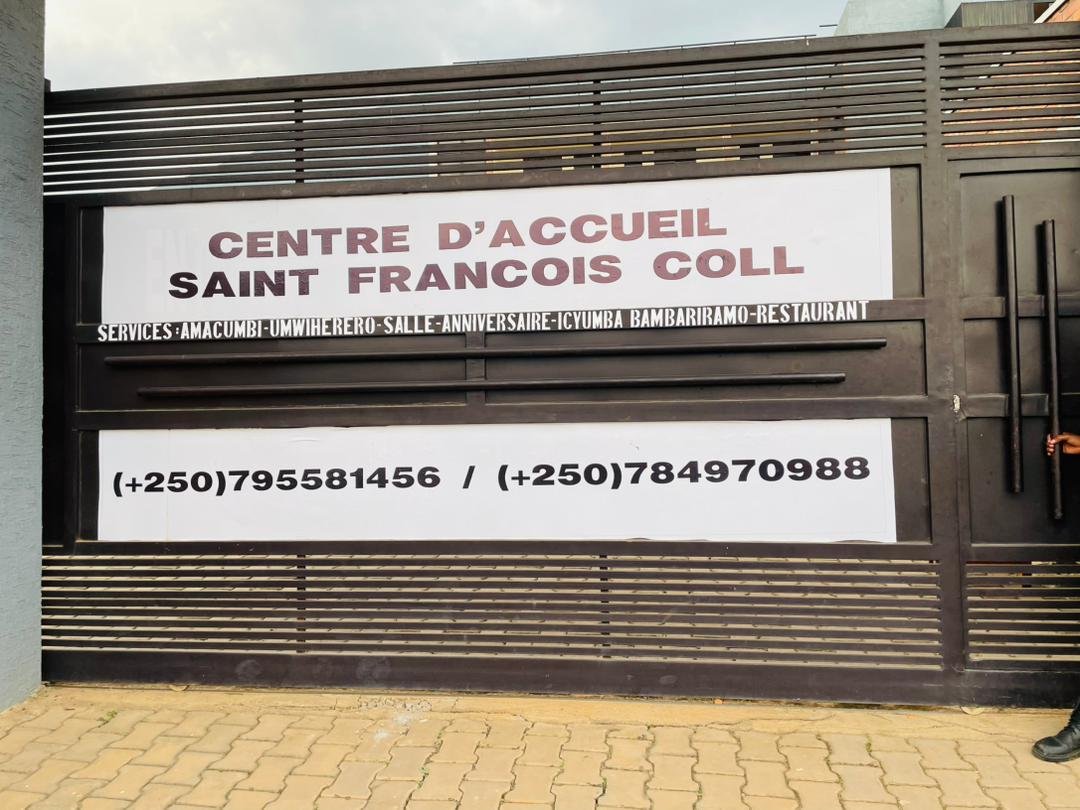 CENTRE D'ACCUEIL
SAINT FRANCOIS COLL
SERVICES:AMACUMBI-UMWIHERERO-SALLE-ANNIVERSAIRE-ICYUMBA BAMBARIRAMO-RESTAURANT
(+250)795581456 / (+250)784970988